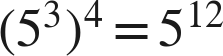 (5³)⁴ = 5¹²